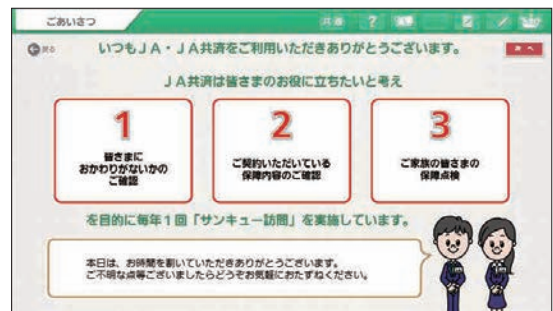 ごあいさつ
共通
?
戻る
いつもJA・JA共済をご利用いただきありがとうございます。
JA共済は皆さまのお役に立ちたいと考え
1
皆さまに
おかわりがないかの
ご確認
2
ご契約いただいている
保障内容のご確認
3
ご家族の皆さまの
保障点検
を目的に毎年1回「サンキュー訪問」を実施しています。
本日は、お時間を割いていただきありがとうございます。
ご不明な点等ございましたらどうぞお気軽におたずねください。